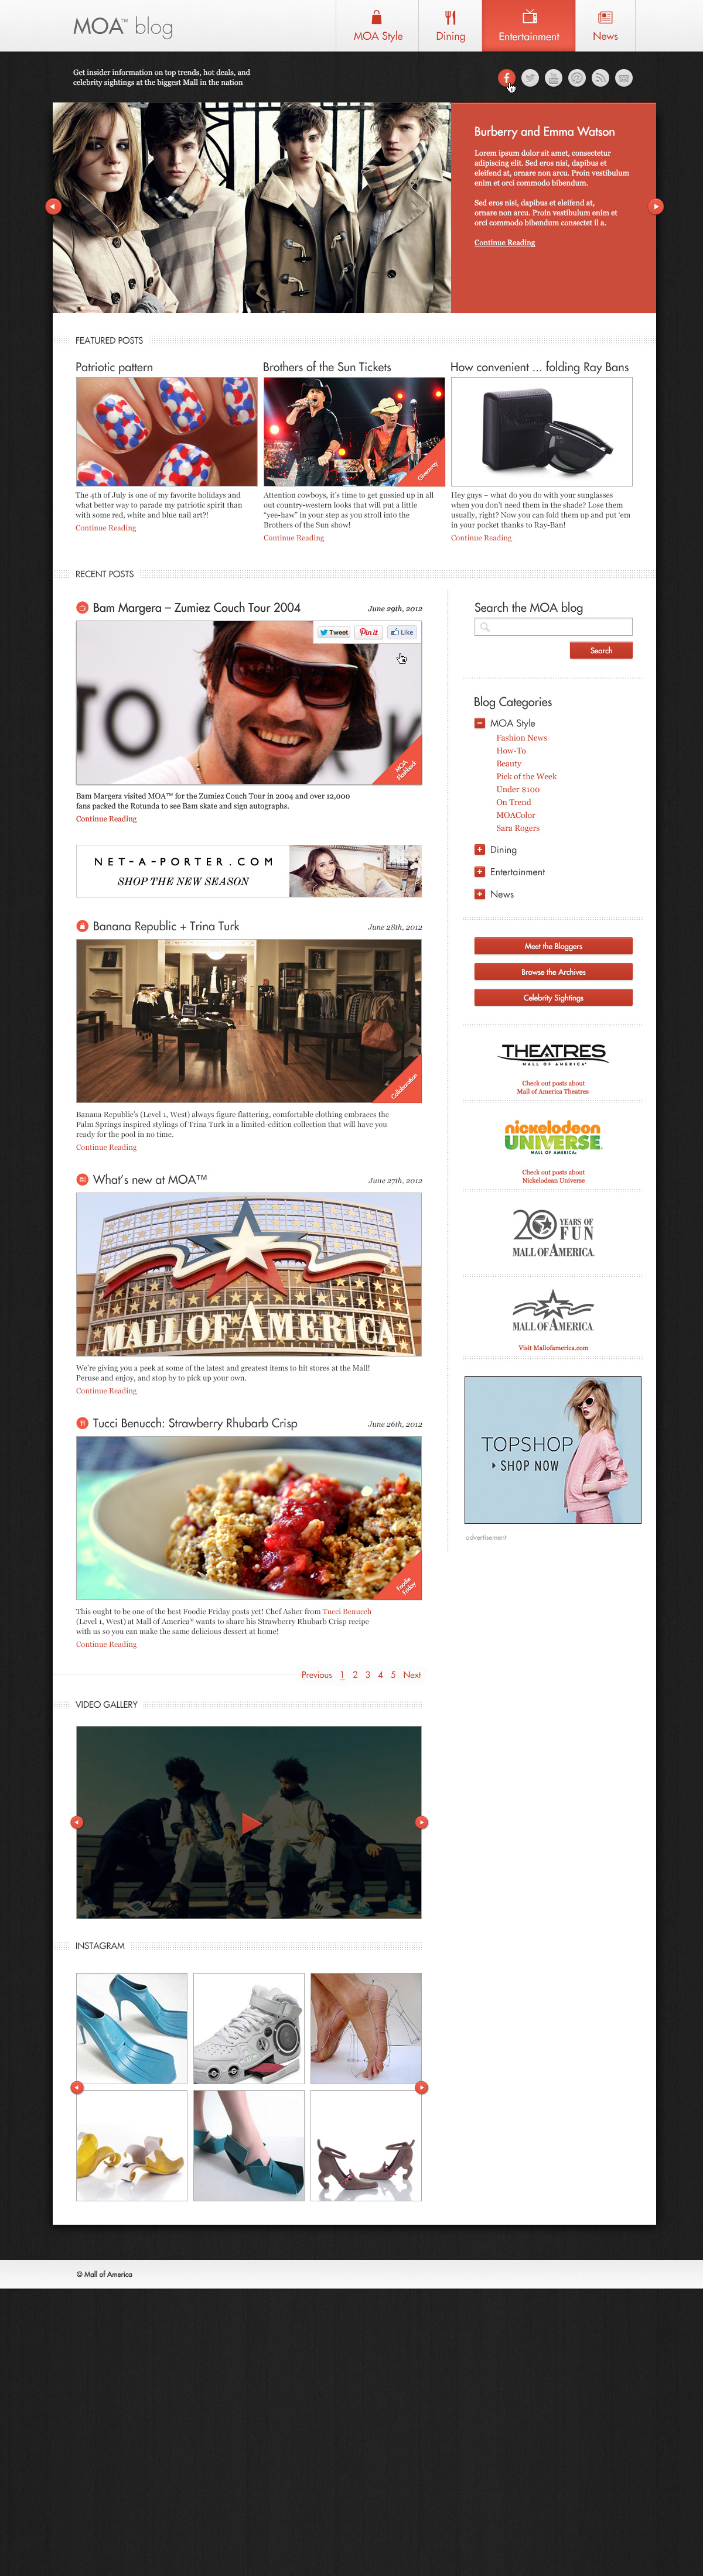 MOA™ blog
MOA Style
Dining
Entertainment
News
Get insider information on top trends, hot deals, and
celebrity sightings at the biggest Mall in the nation
Burberry and Emma Watson
Lorem ipsum dolor sit amet, consectetur
adipiscing elit. Sed eros nisi, dapibus et
eleifend at, ornare non arcu. Proin vestibulum
enim et orci commodo bibendum.
Sed eros nisi, dapibus et eleifend at,
ornare non arcu. Proin vestibulum enim et
orci commodo bibendum consectet il a.
Continue Reading
FEATURED POSTS
Patriotic pattern
The 4th of July is one of my favorite holidays and
what better way to parade my patriotic spirit than
with some red, white and blue nail art?!
Continue Reading
Brothers of the Sun Tickets
Giveaway
Attention cowboys, it's time to get gussied up in all
out country-western looks that will put a little
"yee-haw" in your step as you stroll into the
Brothers of the Sun show!
Continue Reading
How convenient ... folding Ray Bans
Hey guys – what do you do with your sunglasses
when you don't need them in the shade? Lose them
usually, right? Now you can fold them up and put 'em
in your pocket thanks to Ray-Ban!
Continue Reading
RECENT POSTS
Bam Margera – Zumiez Couch Tour 2004
June 29th, 2012
Tweet
Pin it
Like
TO
MOA
Flashback
Bam Margera visited MOA™ for the Zumiez Couch Tour in 2004 and over 12,000
fans packed the Rotunda to see Bam skate and sign autographs.
Continue Reading
NET-A-PORTER.COM
SHOP THE NEW SEASON
Banana Republic + Trina Turk
June 28th, 2012
Collaboration
Banana Republic's (Level 1, West) always figure flattering, comfortable clothing embraces the
Palm Springs inspired stylings of Trina Turk in a limited-edition collection that will have you
ready for the pool in no time.
Continue Reading
What's new at MOA™
June 27th, 2012
MALL OF AMERICA
We're giving you a peek at some of the latest and greatest items to hit stores at the Mall!
Peruse and enjoy, and stop by to pick up your own.
Continue Reading
Tucci Benucch: Strawberry Rhubarb Crisp
June 26th, 2012
Foodie
Friday
This ought to be one of the best Foodie Friday posts yet! Chef Asher from Tucci Benucch
(Level 1, West) at Mall of America® wants to share his Strawberry Rhubarb Crisp recipe
with us so you can make the same delicious dessert at home!
Continue Reading
Previous 1 2 3 4 5 Next
VIDEO GALLERY
INSTAGRAM
Search the MOA blog
Search
Blog Categories
MOA Style
Fashion News
How-To
Beauty
Pick of the Week
Under $100
On Trend
MOAColor
Sara Rogers
Dining
Entertainment
News
Meet the Bloggers
Browse the Archives
Celebrity Sightings
THEATRES
MALL OF AMERICA
Check out posts about
Mall of America Theatres
nickelodeon
UNIVERSE
MALL OF AMERICA
Check out posts about
Nickelodean Universe
20 YEARS OF
FUN
MALL OF AMERICA
MALL OF AMERICA
Visit Mallofamerica.com
TOPSHOP
SHOP NOW
advertisement
© Mall of America